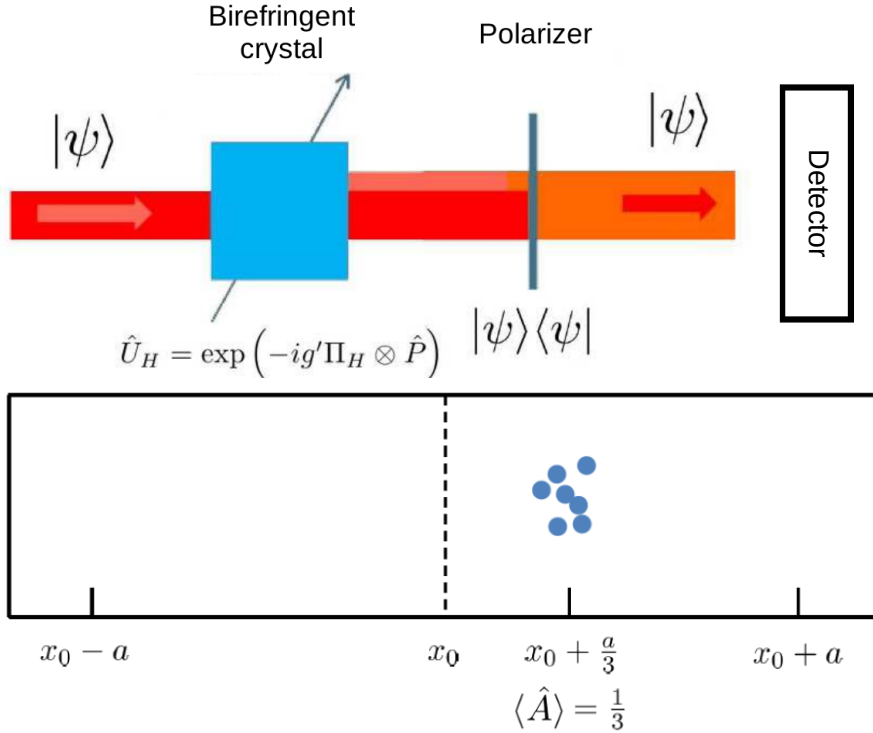 Birefringent
crystal
Polarizer
|ψ⟩
|ψ⟩
Detector
Û_H = exp(−ig′Π_H ⊗ P̂)
|ψ⟩⟨ψ|
x₀ − a
x₀
x₀ + a/3
x₀ + a
⟨Â⟩ = 1/3